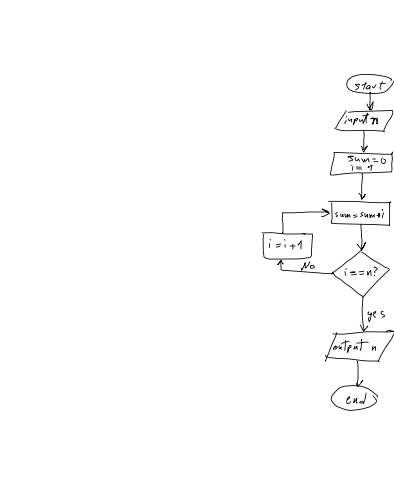 start
input n
sum=0
i=1
sum=sum+i
i=i+1
i==n?
No
yes
output n
end